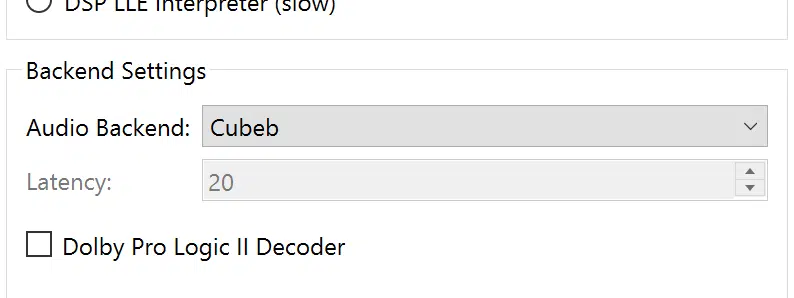 DSP LLE Interpreter (slow)
Backend Settings
Audio Backend: Cubeb
Latency: 20
Dolby Pro Logic II Decoder